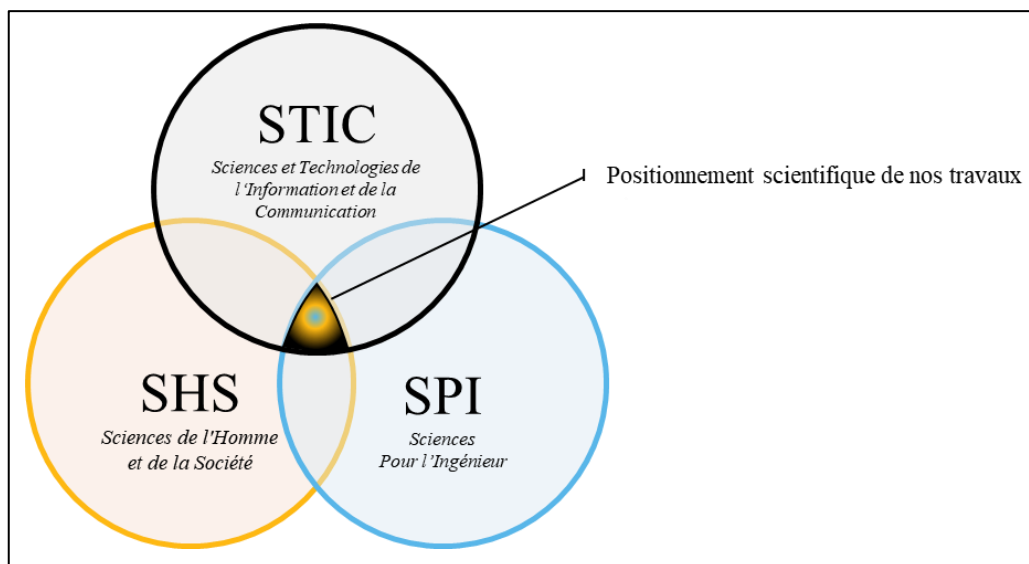 STIC
Sciences et Technologies de
l ‘Information et de la
Communication
Positionnement scientifique de nos travaux
SHS
Sciences de l'Homme
et de la Société
SPI
Sciences
Pour l’Ingénieur